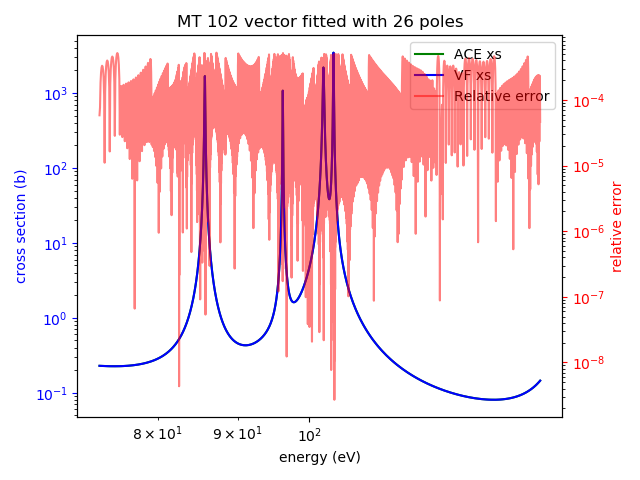 MT 102 vector fitted with 26 poles
ACE xs
VF xs
Relative error
cross section (b)
10³
10²
10¹
10⁰
10⁻¹
relative error
10⁻⁴
10⁻⁵
10⁻⁶
10⁻⁷
10⁻⁸
8 × 10¹
9 × 10¹
10²
energy (eV)